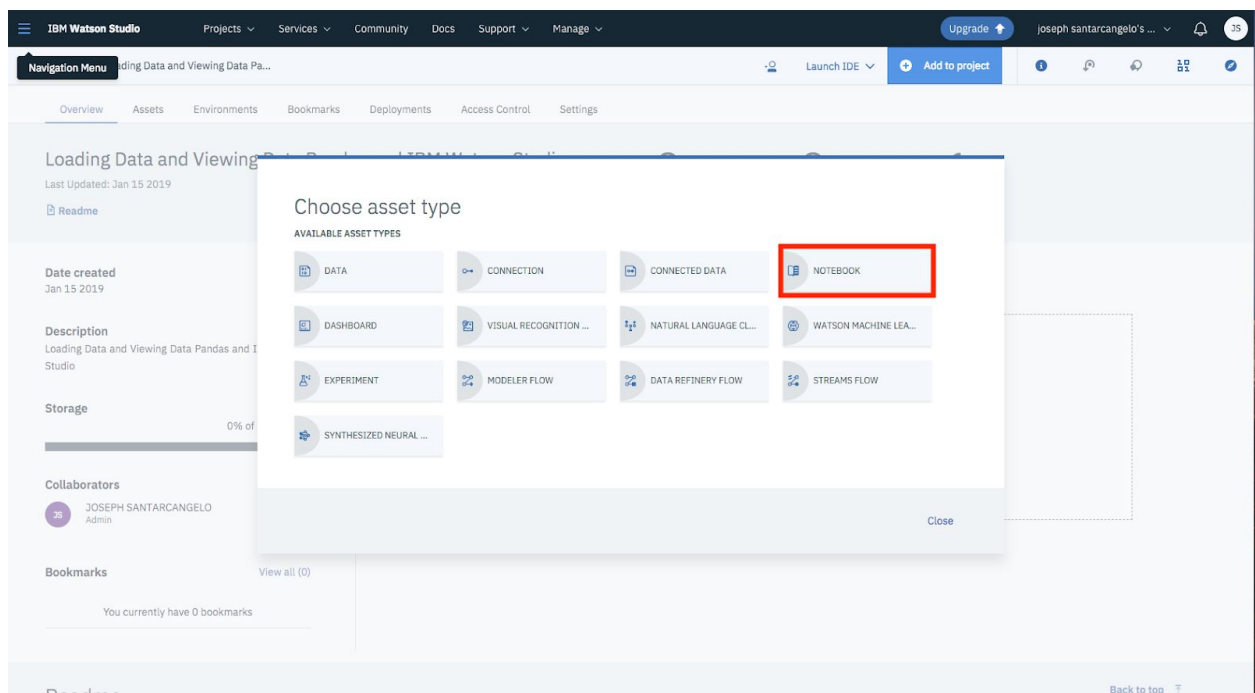 IBM Watson Studio Projects Services Community Docs Support Manage Upgrade joseph santarcangelo's ... JS
Navigation Menu ding Data and Viewing Data Pa... Launch IDE Add to project
Overview Assets Environments Bookmarks Deployments Access Control Settings
Loading Data and Viewing
Last Updated: Jan 15 2019
Readme
Date created
Jan 15 2019
Description
Loading Data and Viewing Data Pandas and I
Studio
Storage
0% of
Collaborators
JS JOSEPH SANTARCANGELO
Admin
Bookmarks View all (0)
You currently have 0 bookmarks
Choose asset type
AVAILABLE ASSET TYPES
DATA CONNECTION CONNECTED DATA NOTEBOOK
DASHBOARD VISUAL RECOGNITION ... NATURAL LANGUAGE CL... WATSON MACHINE LEA...
EXPERIMENT MODELER FLOW DATA REFINERY FLOW STREAMS FLOW
SYNTHESIZED NEURAL ...
Close
Back to top